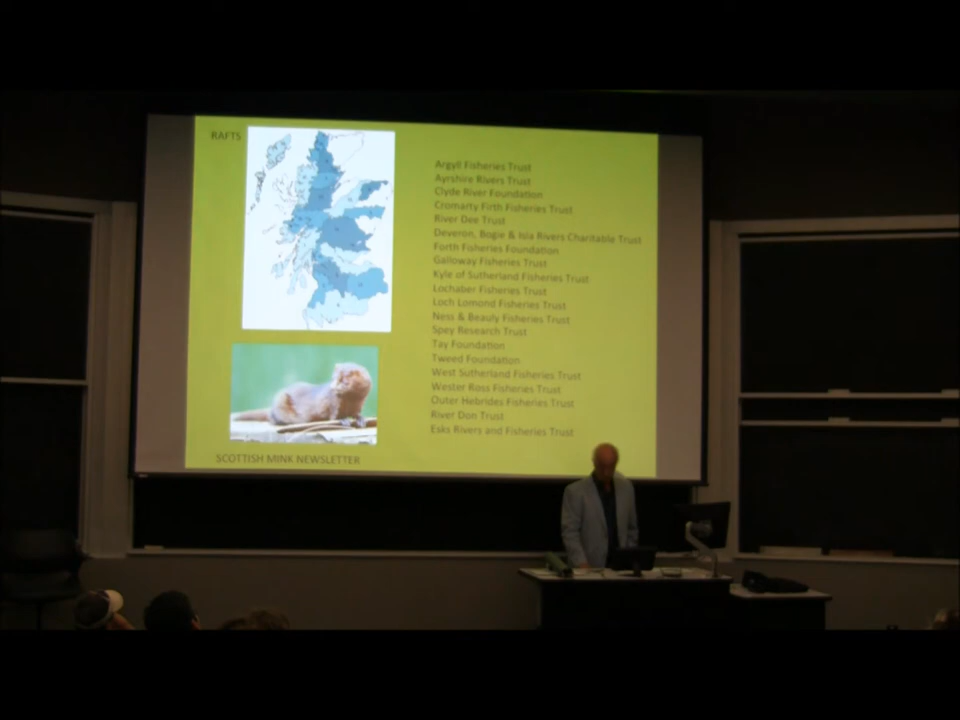 RAFTS
Argyll Fisheries Trust
Ayrshire Rivers Trust
Clyde River Foundation
Cromarty Firth Fisheries Trust
River Dee Trust
Deveron, Bogie & Isla Rivers Charitable Trust
Forth Fisheries Foundation
Galloway Fisheries Trust
Kyle of Sutherland Fisheries Trust
Lochaber Fisheries Trust
Loch Lomond Fisheries Trust
Ness & Beauly Fisheries Trust
Spey Research Trust
Tay Foundation
Tweed Foundation
West Sutherland Fisheries Trust
Wester Ross Fisheries Trust
Outer Hebrides Fisheries Trust
River Don Trust
Esks Rivers and Fisheries Trust
SCOTTISH MINK NEWSLETTER